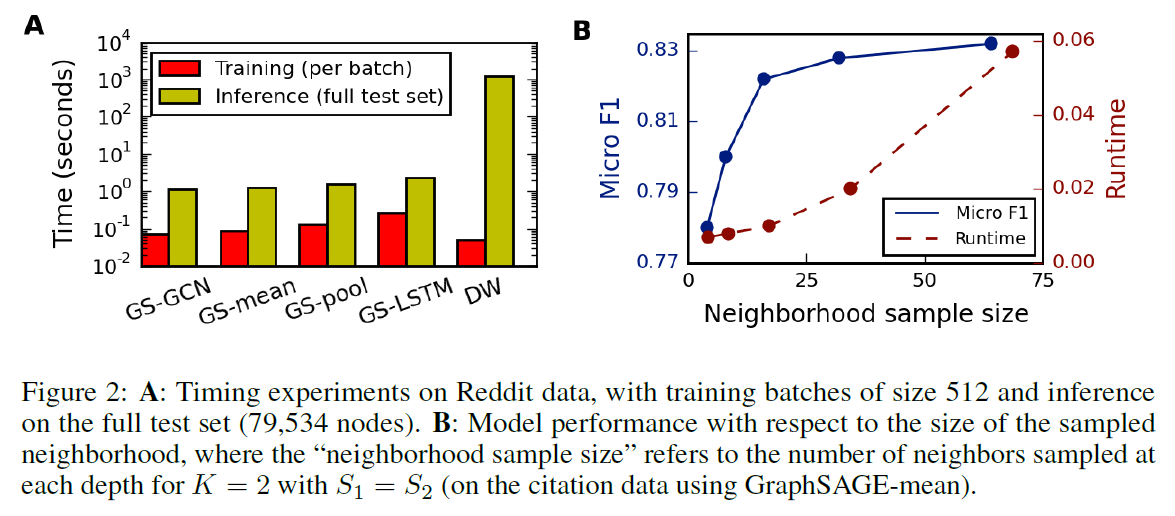 A
Time (seconds)
10^4
10^3
10^2
10^1
10^0
10^-1
10^-2
Training (per batch)
Inference (full test set)
GS-GCN
GS-mean
GS-pool
GS-LSTM
DW
B
Micro F1
0.83
0.81
0.79
0.77
0.06
0.04
0.02
0.00
Runtime
Micro F1
Runtime
0 25 50 75
Neighborhood sample size
Figure 2: A: Timing experiments on Reddit data, with training batches of size 512 and inference
on the full test set (79,534 nodes). B: Model performance with respect to the size of the sampled
neighborhood, where the “neighborhood sample size” refers to the number of neighbors sampled at
each depth for K = 2 with S₁ = S₂ (on the citation data using GraphSAGE-mean).